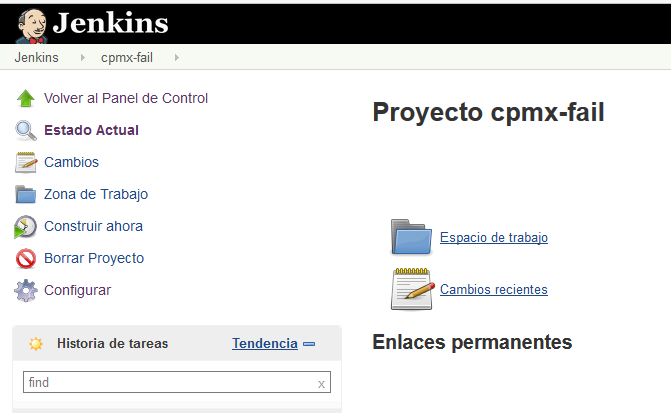 Jenkins
Jenkins cpmx-fail
Volver al Panel de Control
Estado Actual
Cambios
Zona de Trabajo
Construir ahora
Borrar Proyecto
Configurar
Historia de tareas Tendencia
find x
Proyecto cpmx-fail
Espacio de trabajo
Cambios recientes
Enlaces permanentes